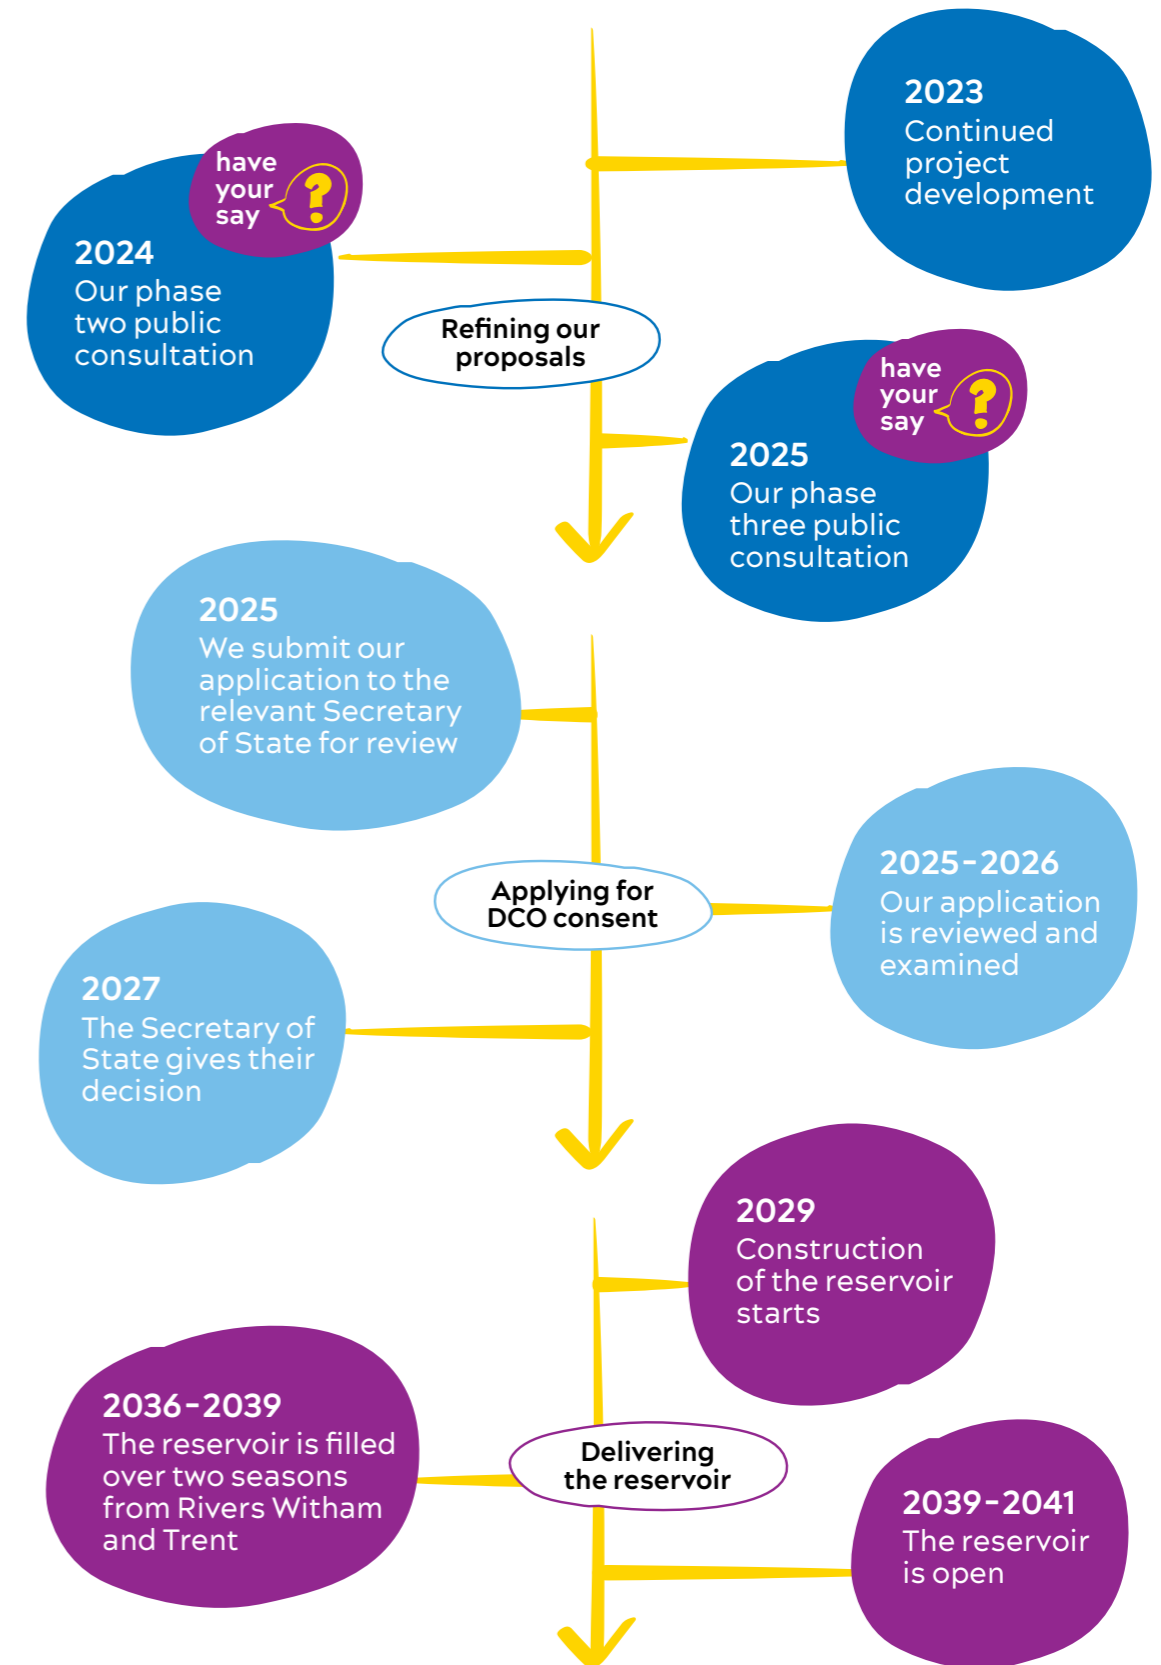 2023
Continued
project
development
have
your
say
?
2024
Our phase
two public
consultation
Refining our
proposals
have
your
say
?
2025
Our phase
three public
consultation
2025
We submit our
application to the
relevant Secretary
of State for review
Applying for
DCO consent
2025-2026
Our application
is reviewed and
examined
2027
The Secretary of
State gives their
decision
2029
Construction
of the reservoir
starts
2036-2039
The reservoir is filled
over two seasons
from Rivers Witham
and Trent
Delivering
the reservoir
2039-2041
The reservoir
is open